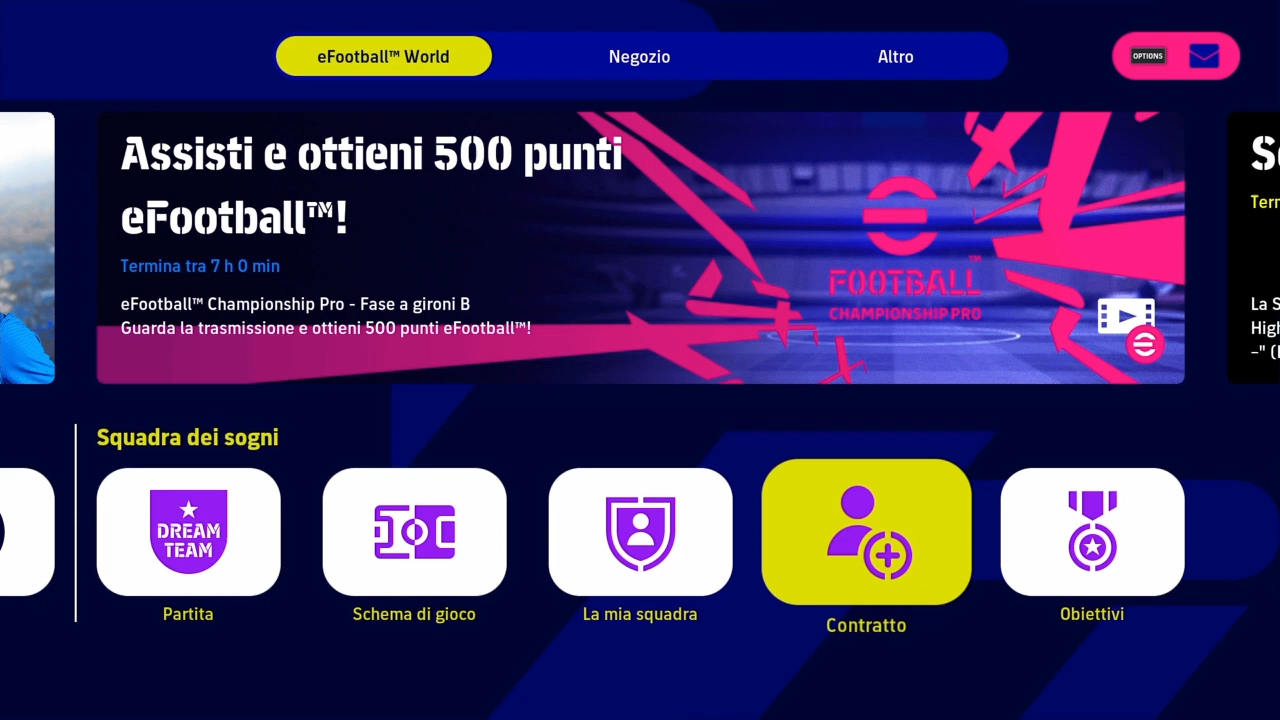 eFootball™ World
Negozio
Altro
OPTIONS
Assisti e ottieni 500 punti
eFootball™!
Termina tra 7 h 0 min
eFootball™ Championship Pro - Fase a gironi B
Guarda la trasmissione e ottieni 500 punti eFootball™!
FOOTBALL™
CHAMPIONSHIP PRO
Squadra dei sogni
DREAM
TEAM
Partita
Schema di gioco
La mia squadra
Contratto
Obiettivi